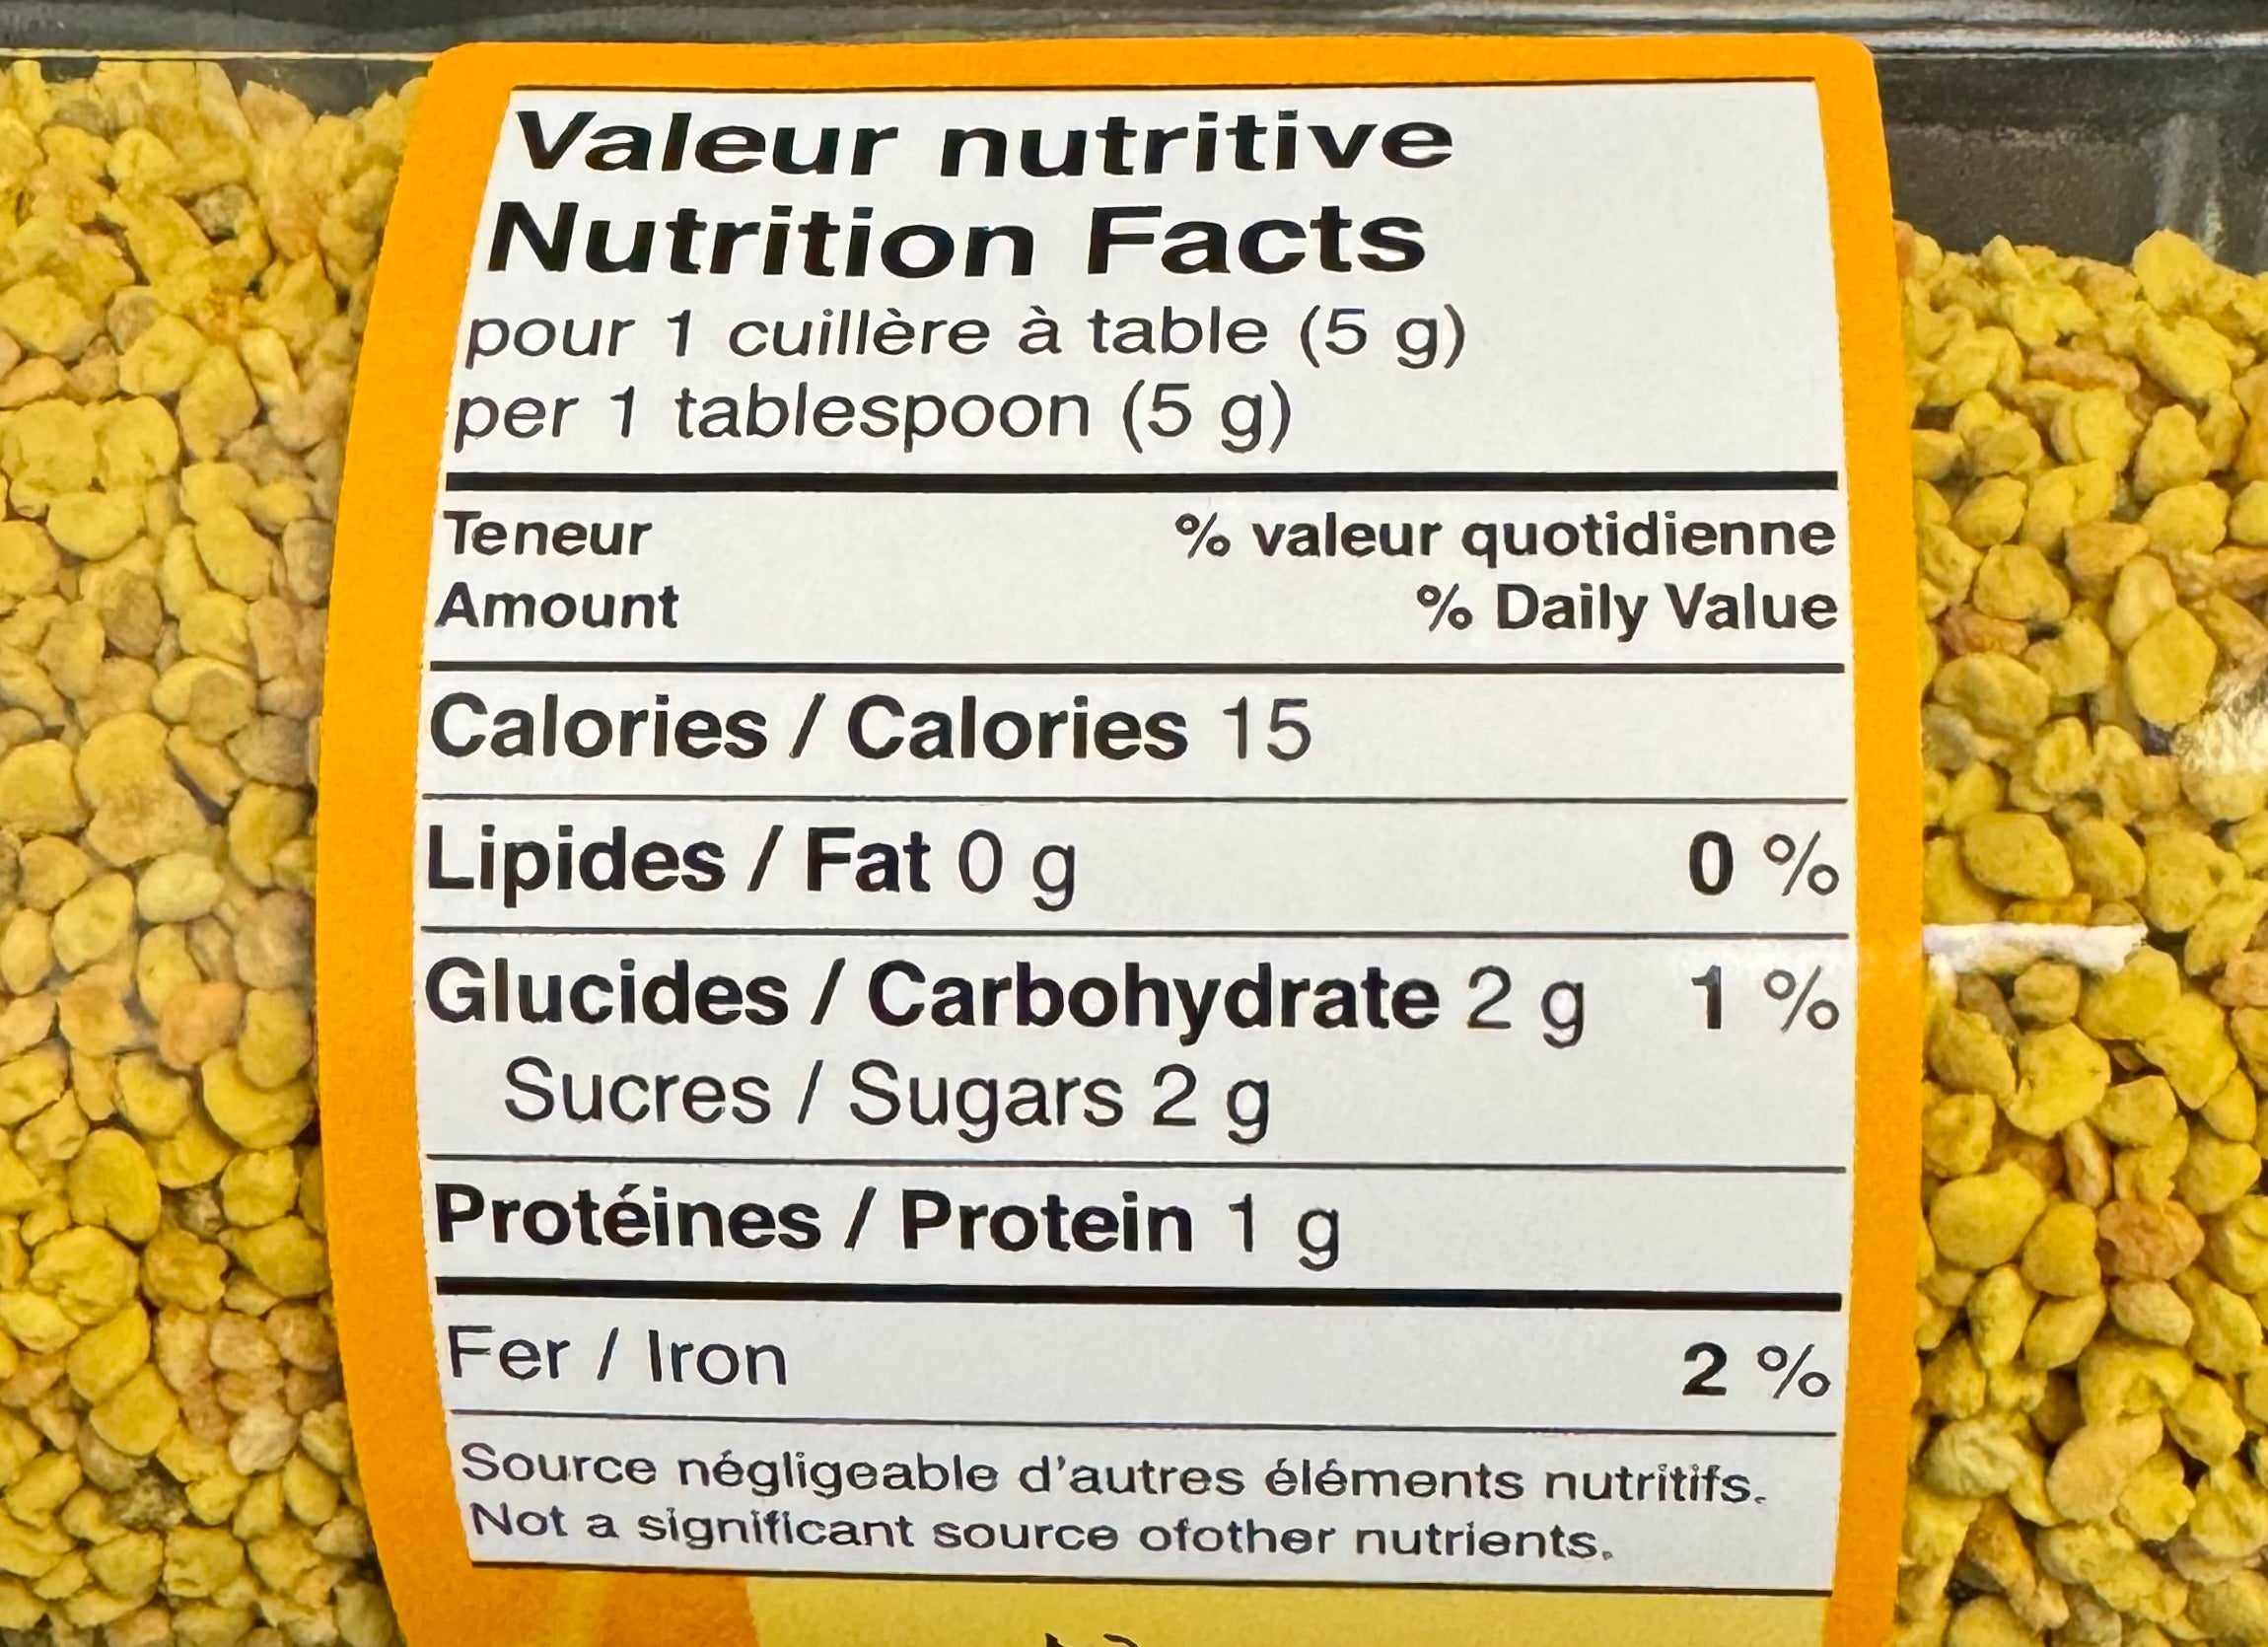 Valeur nutritive
Nutrition Facts
pour 1 cuillère à table (5 g)
per 1 tablespoon (5 g)
Teneur % valeur quotidienne
Amount % Daily Value
Calories / Calories 15
Lipides / Fat 0 g 0 %
Glucides / Carbohydrate 2 g 1 %
Sucres / Sugars 2 g
Protéines / Protein 1 g
Fer / Iron 2 %
Source négligeable d'autres éléments nutritifs.
Not a significant source ofother nutrients.